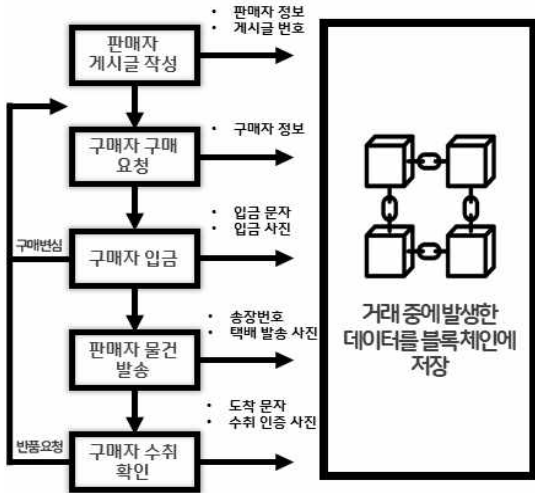 • 판매자 정보
• 게시글 번호
판매자
게시글 작성
• 구매자 정보
구매자 구매
요청
• 입금 문자
• 입금 사진
구매변심
구매자 입금
• 송장번호
• 택배 발송 사진
판매자 물건
발송
• 도착 문자
• 수취 인증 사진
반품요청
구매자 수취
확인
거래 중에 발생한
데이터를 블록체인에
저장